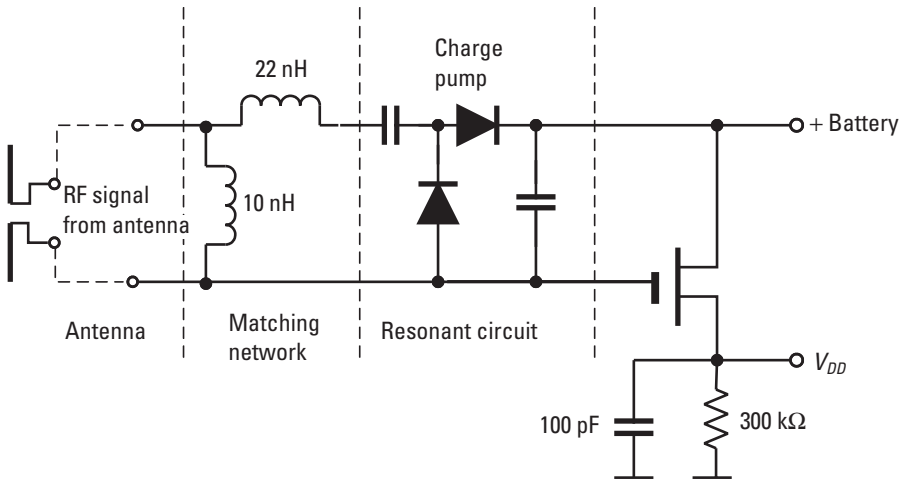 Charge
pump
22 nH
+ Battery
10 nH
RF signal
from antenna
Antenna
Matching
network
Resonant circuit
V_DD
100 pF
300 kΩ